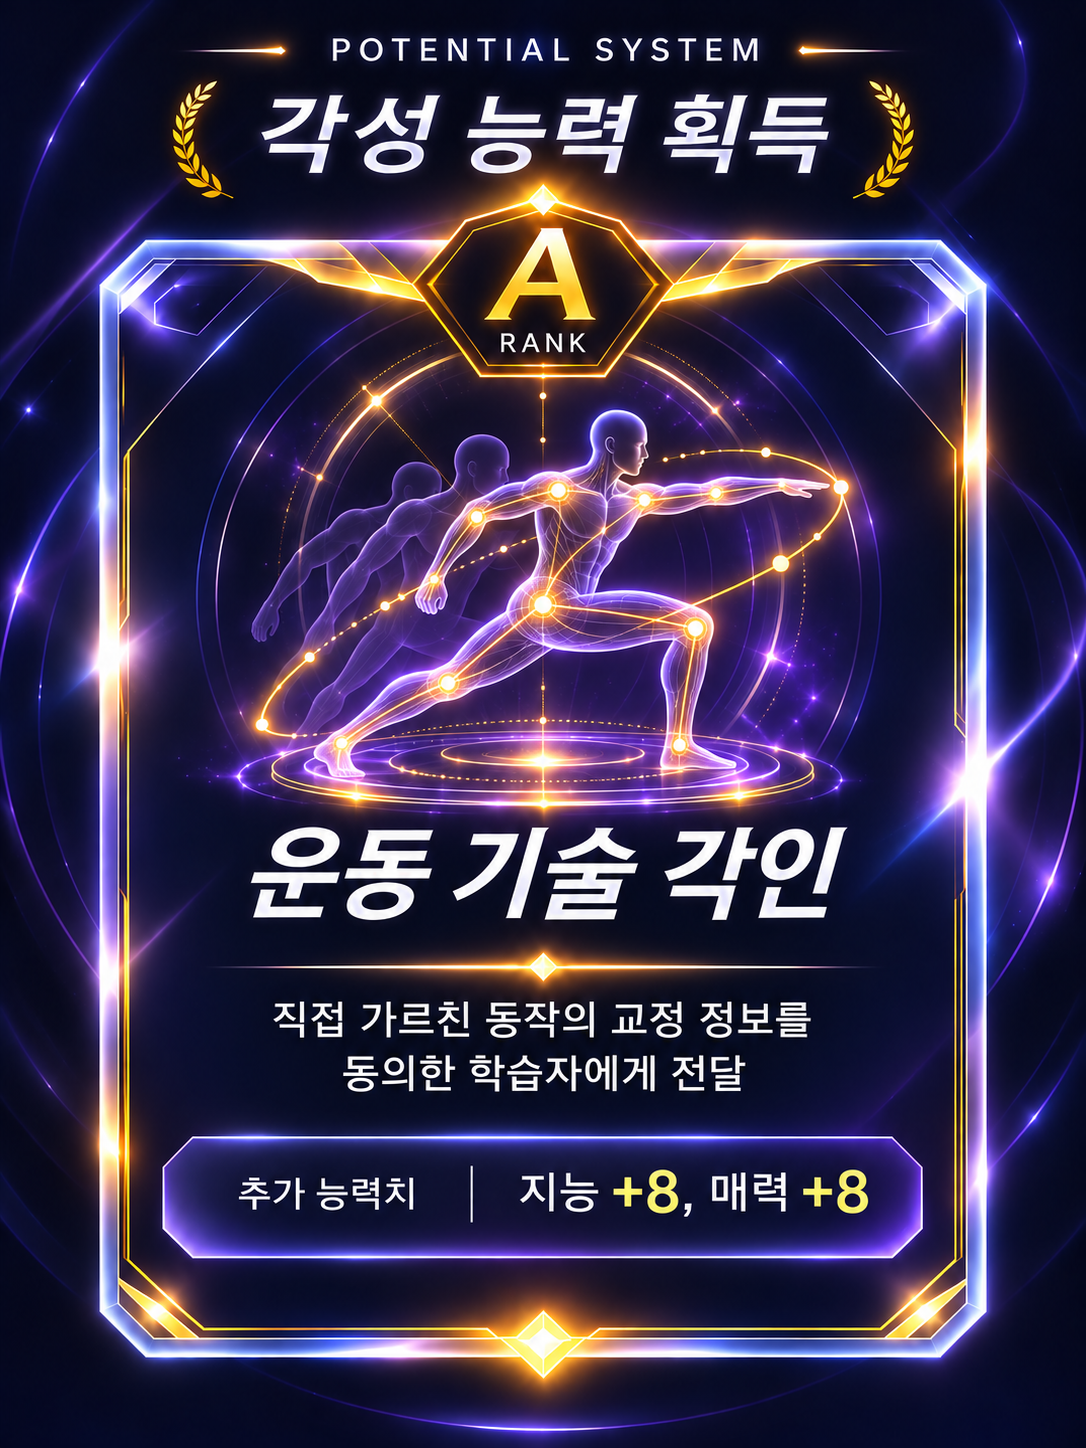 POTENTIAL SYSTEM
각성 능력 획득
A
RANK
운동 기술 각인
직접 가르친 동작의 교정 정보를
동의한 학습자에게 전달
추가 능력치 지능 +8, 매력 +8